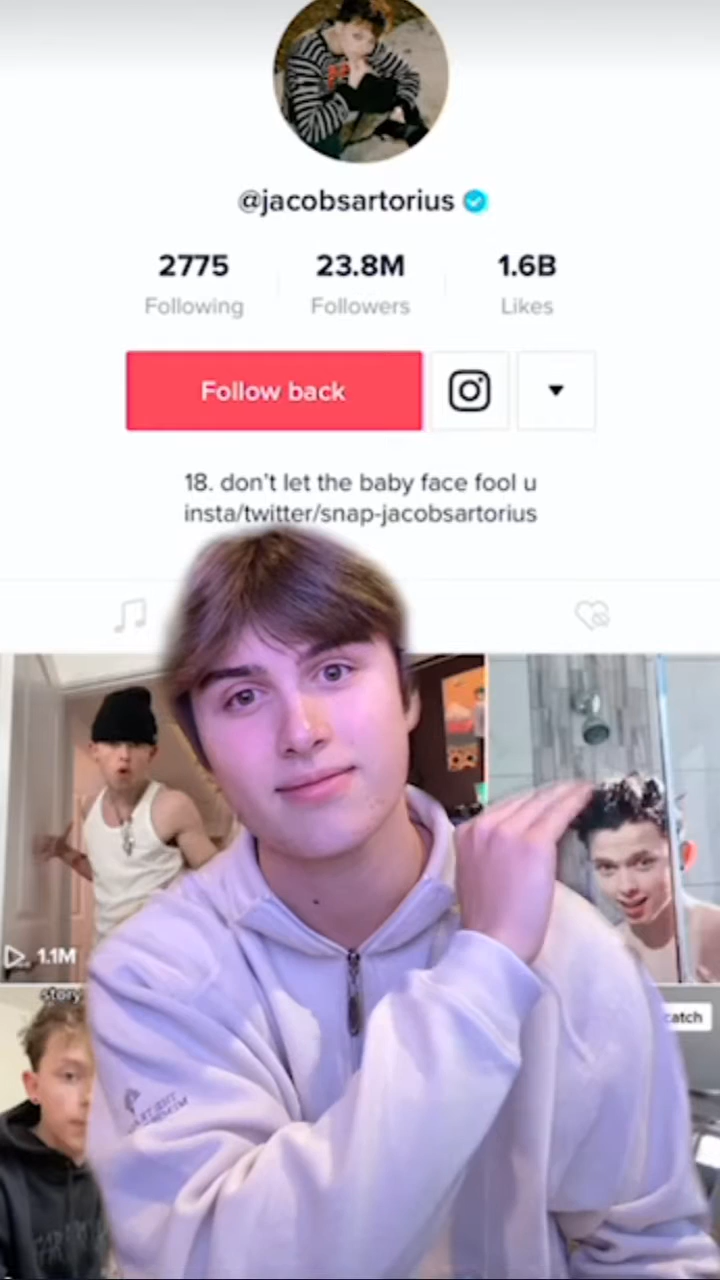 @jacobsartorius
2775
23.8M
1.6B
Following
Followers
Likes
Follow back
18. don't let the baby face fool u
insta/twitter/snap-jacobsartorius
1.1M
story
catch